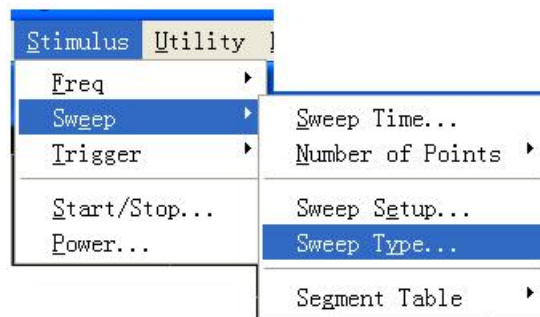 Stimulus Utility
Freq
Sweep
Trigger
Start/Stop...
Power...
Sweep Time...
Number of Points
Sweep Setup...
Sweep Type...
Segment Table